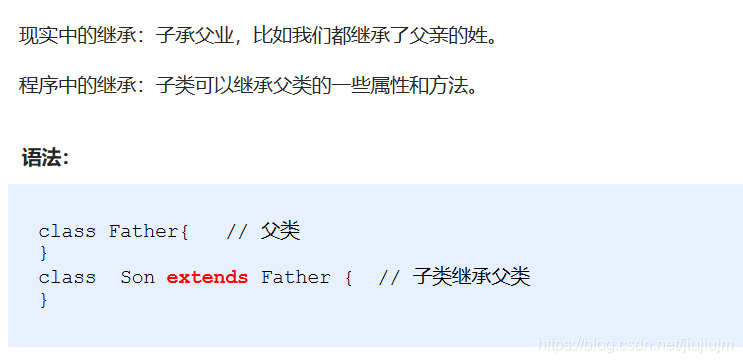 现实中的继承：子承父业，比如我们都继承了父亲的姓。
程序中的继承：子类可以继承父类的一些属性和方法。
语法：
class Father{   // 父类
}
class  Son extends Father {  // 子类继承父类
}
https://blog.csdn.net/jiujiujm